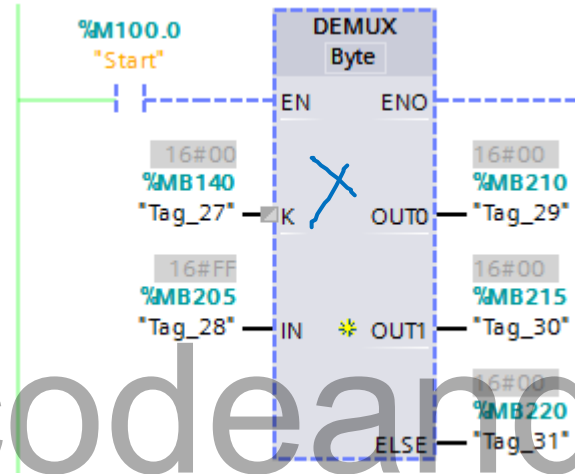 %M100.0
"Start"
DEMUX
Byte
EN
ENO
16#00
%MB140
"Tag_27"
K
OUT0
16#00
%MB210
"Tag_29"
16#FF
%MB205
"Tag_28"
IN
OUT1
16#00
%MB215
"Tag_30"
ELSE
16#00
%MB220
"Tag_31"
codeand